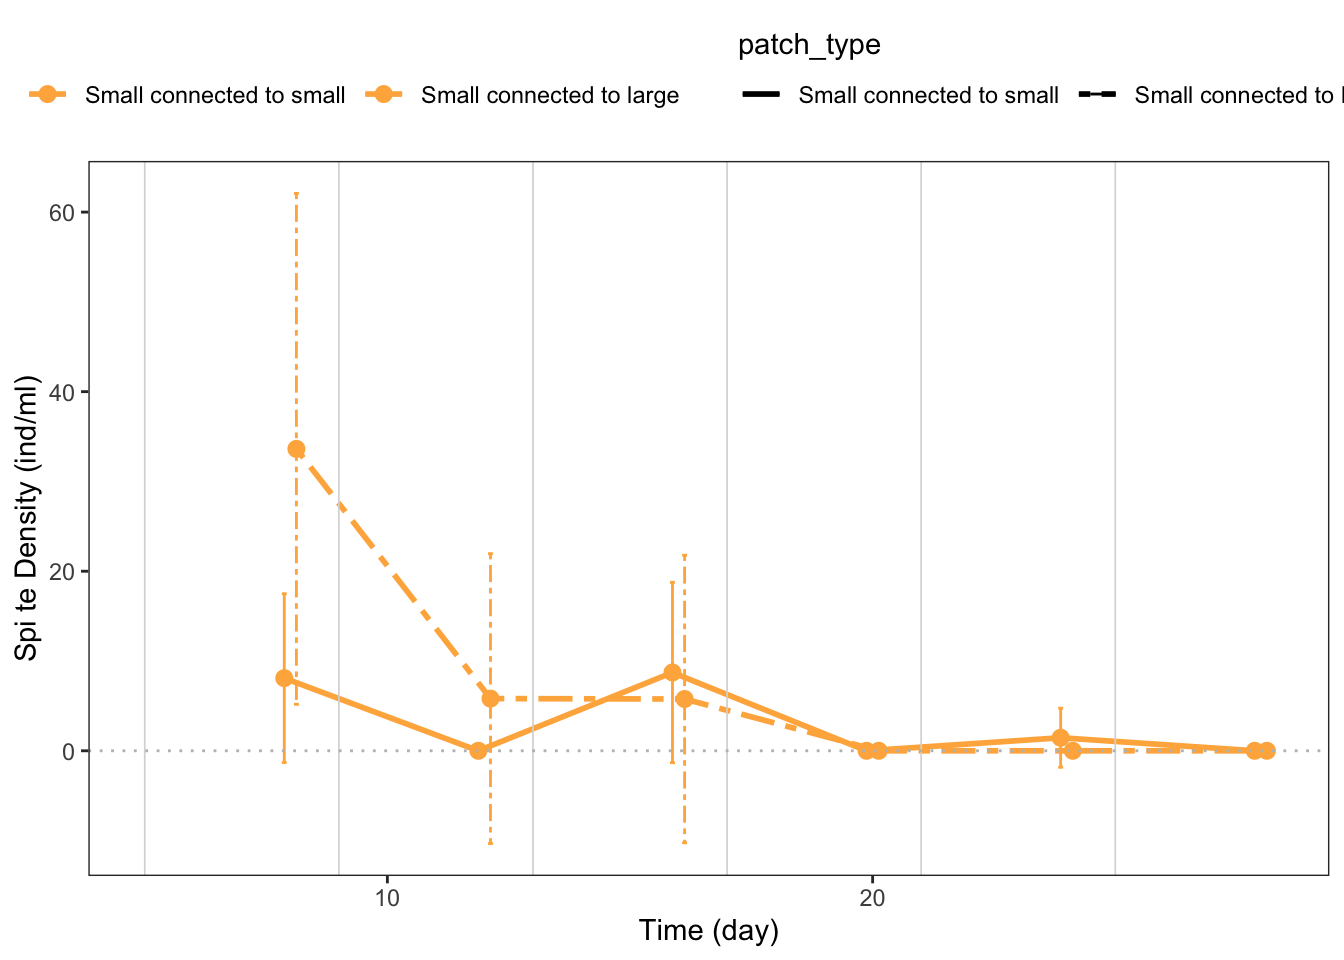 patch_type
Small connected to small Small connected to large Small connected to small Small connected to l
60
40
20
0
Spi te Density (ind/ml)
10 20
Time (day)